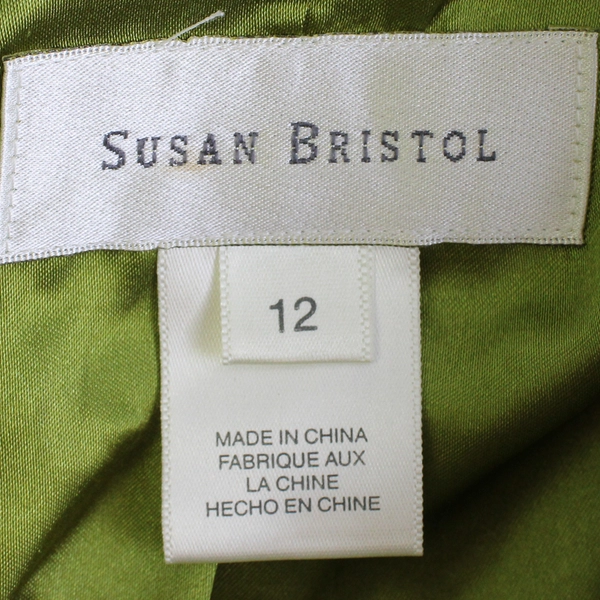 SUSAN BRISTOL
12
MADE IN CHINA
FABRIQUE AUX
LA CHINE
HECHO EN CHINE